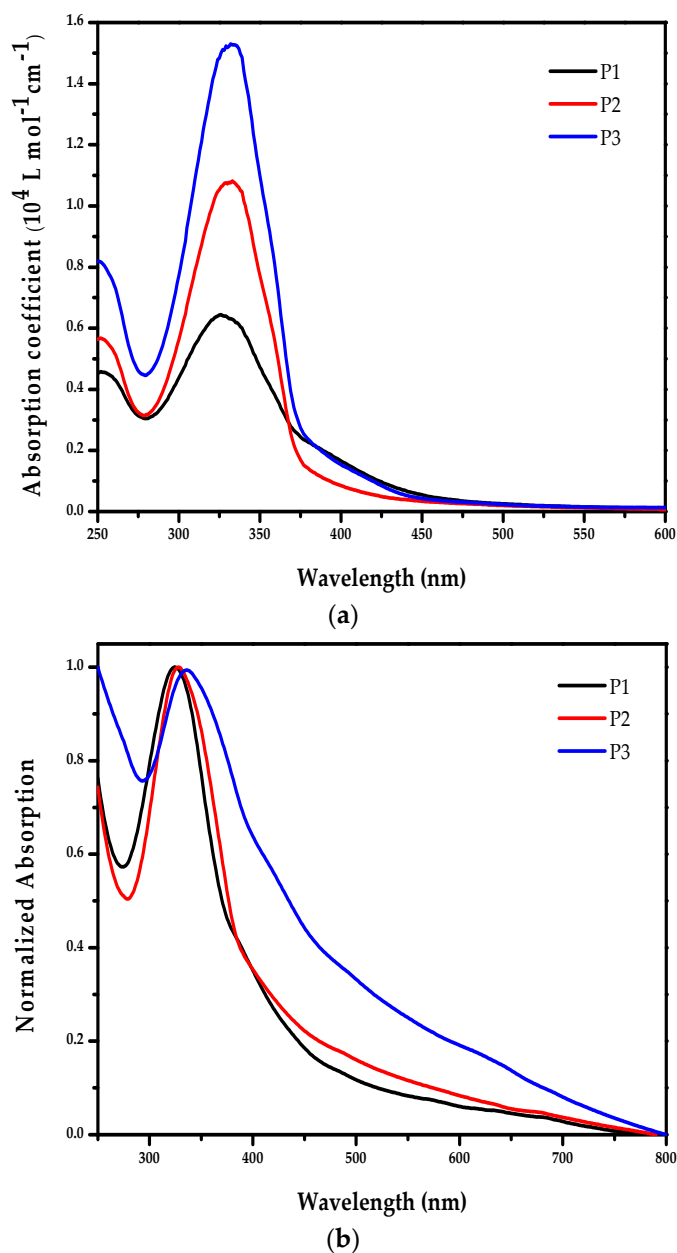 1.6
1.4
1.2
1.0
0.8
0.6
0.4
0.2
0.0
Absorption coefficient (10⁴ L mol⁻¹cm⁻¹)
P1
P2
P3
250 300 350 400 450 500 550 600
Wavelength (nm)
(a)
1.0
0.8
0.6
0.4
0.2
0.0
Normalized Absorption
P1
P2
P3
300 400 500 600 700 800
Wavelength (nm)
(b)